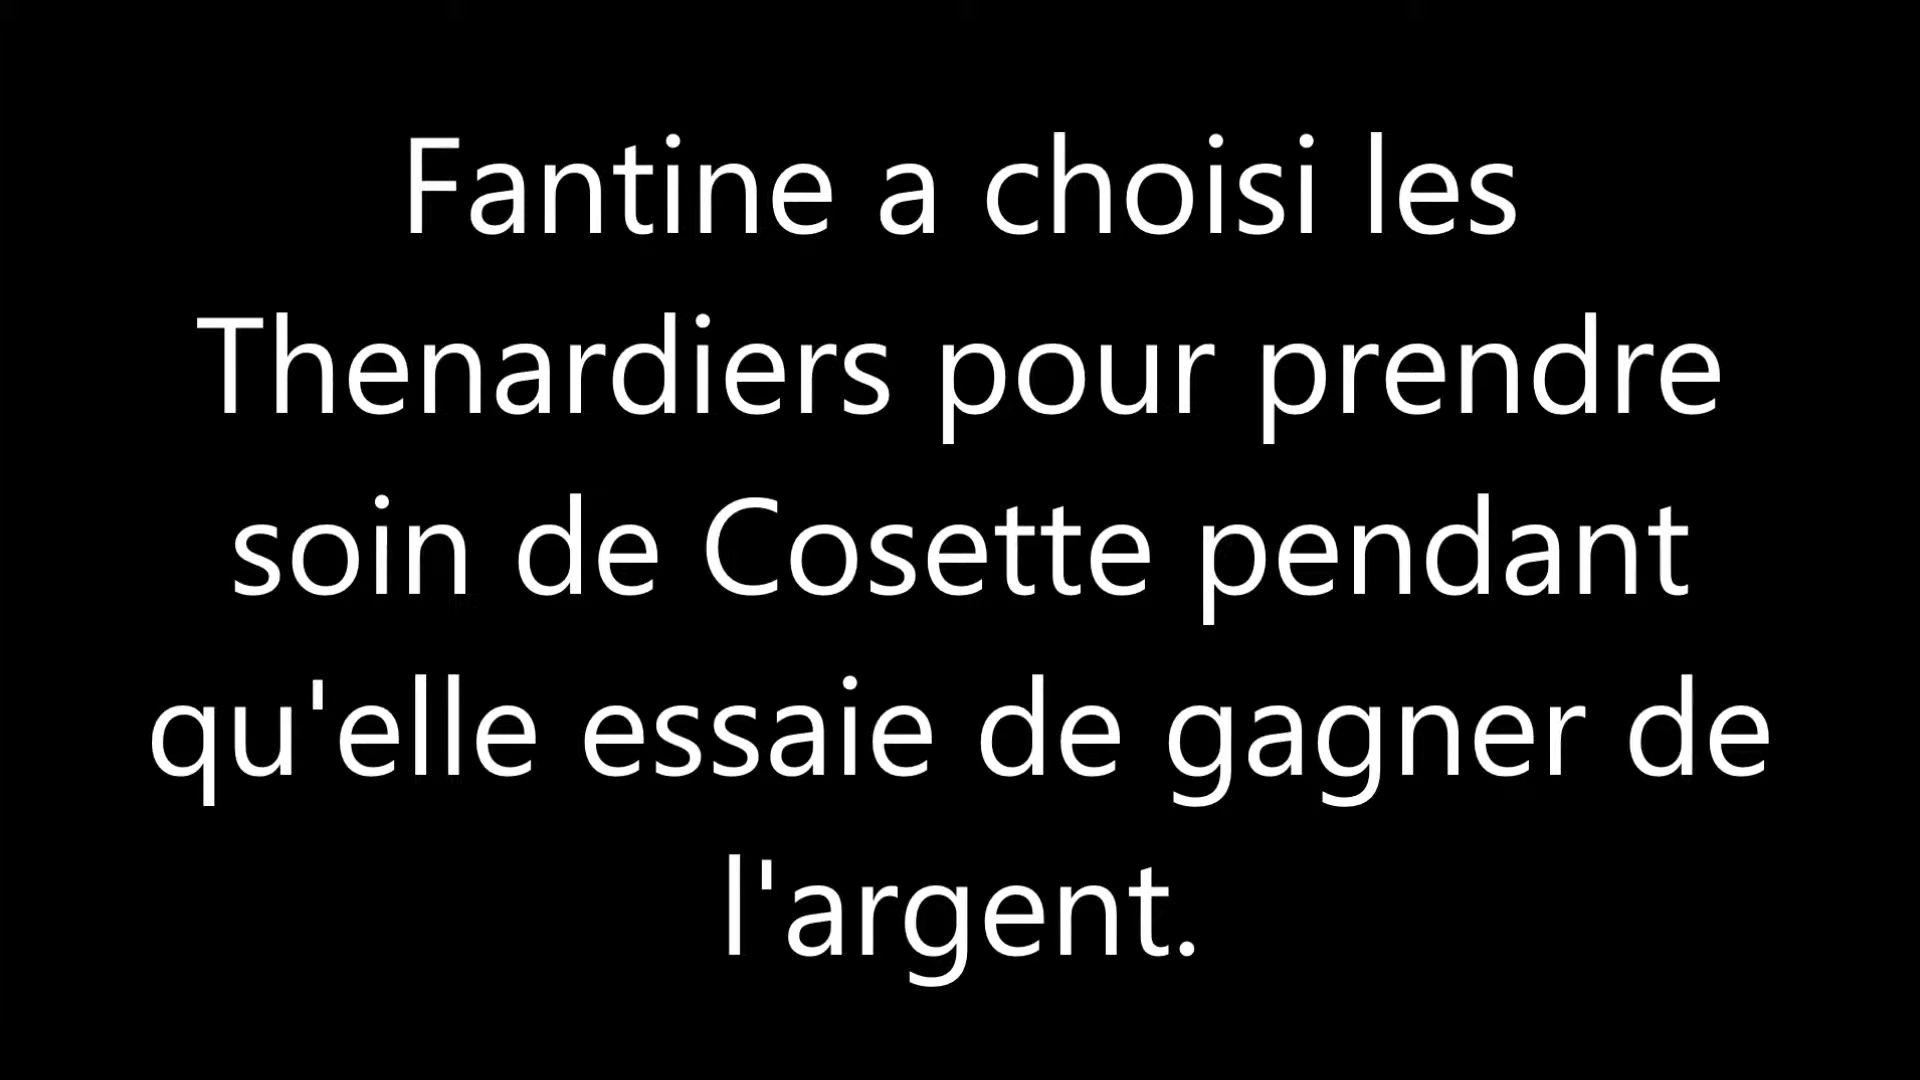 Fantine a choisi les
Thenardiers pour prendre
soin de Cosette pendant
qu'elle essaie de gagner de
l'argent.